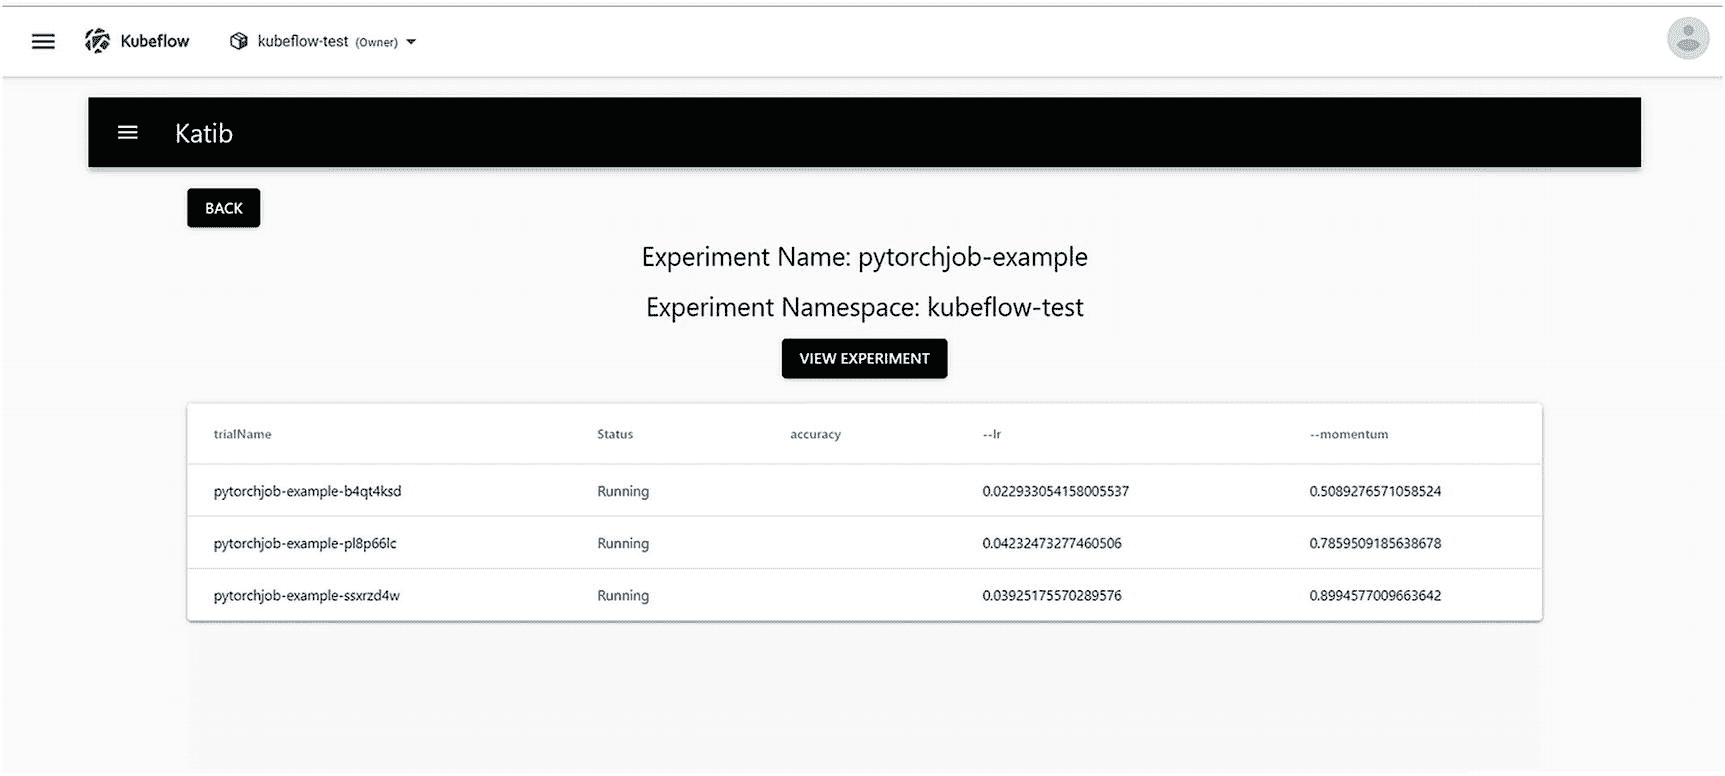 Kubeflow kubeflow-test (Owner)
Katib
BACK
Experiment Name: pytorchjob-example
Experiment Namespace: kubeflow-test
VIEW EXPERIMENT
trialName Status accuracy --lr --momentum
pytorchjob-example-b4qt4ksd Running 0.022933054158005537 0.5089276571058524
pytorchjob-example-pl8p66lc Running 0.04232473277460506 0.7859509185638678
pytorchjob-example-ssxrzd4w Running 0.03925175570289576 0.8994577009663642